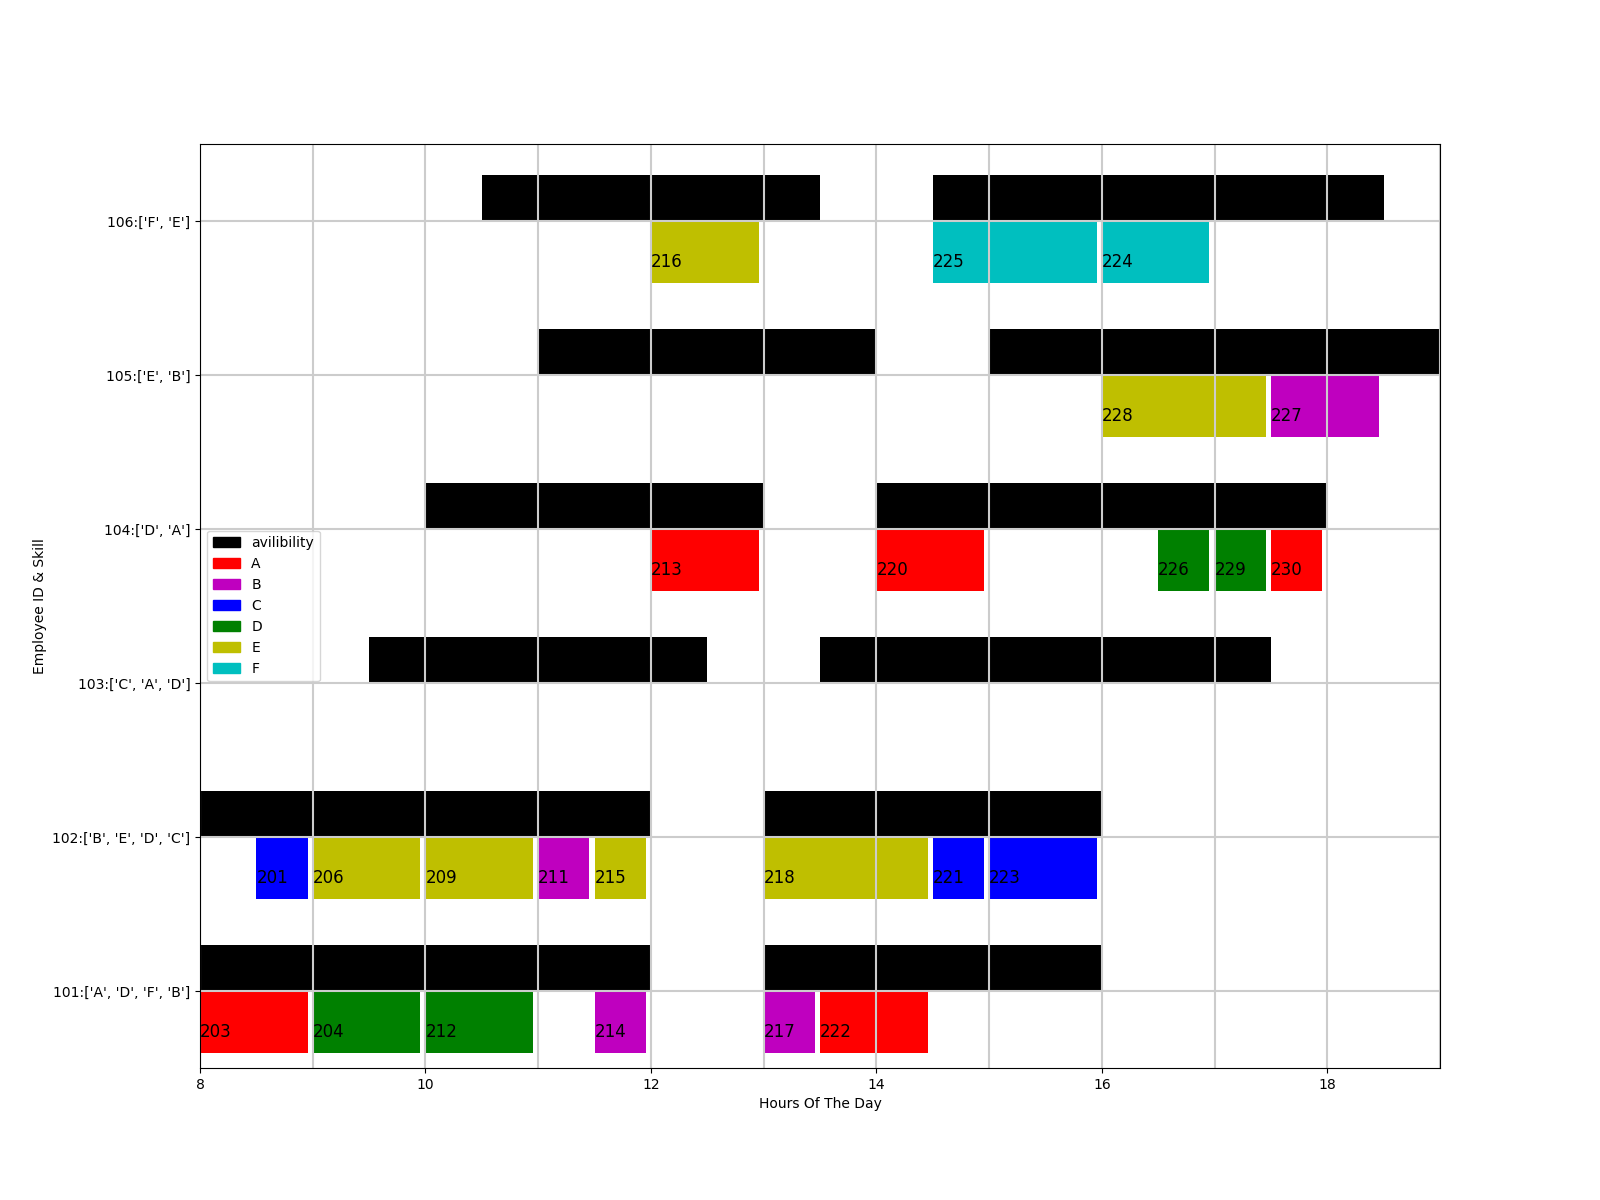 106:['F', 'E']
216
225
224
105:['E', 'B']
228
227
104:['D', 'A']
213
220
226
229
230
avilibility
A
B
C
D
E
F
Employee ID & Skill
103:['C', 'A', 'D']
102:['B', 'E', 'D', 'C']
201
206
209
211
215
218
221
223
101:['A', 'D', 'F', 'B']
203
204
212
214
217
222
8
10
12
14
16
18
Hours Of The Day